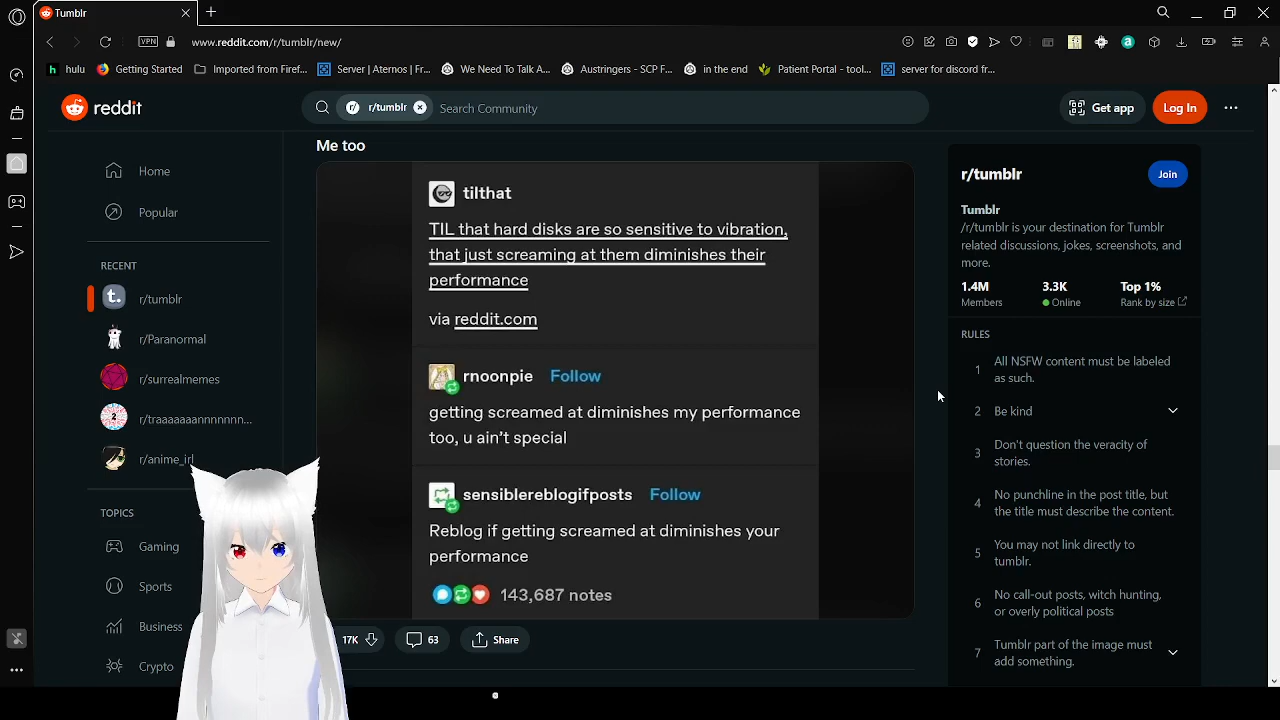 Tumblr
www.reddit.com/r/tumblr/new/
VPN
hulu
Getting Started
Imported from Firef...
Server | Aternos | Fr...
We Need To Talk A...
Austringers - SCP F...
in the end
Patient Portal - tool...
server for discord fr...
reddit
r/tumblr
Search Community
Get app
Log In
Home
Popular
RECENT
r/tumblr
r/Paranormal
r/surrealmemes
r/traaaaaaannnnnnn...
r/anime_irl
TOPICS
Gaming
Sports
Business
Crypto
Me too
tilthat
TIL that hard disks are so sensitive to vibration,
that just screaming at them diminishes their
performance
via reddit.com
rnoonpie Follow
getting screamed at diminishes my performance
too, u ain't special
sensiblereblogifposts Follow
Reblog if getting screamed at diminishes your
performance
143,687 notes
17K
63
Share
r/tumblr
Join
Tumblr
/r/tumblr is your destination for Tumblr
related discussions, jokes, screenshots, and
more.
1.4M 3.3K Top 1%
Members Online Rank by size
RULES
1 All NSFW content must be labeled
as such.
2 Be kind
3 Don't question the veracity of
stories.
4 No punchline in the post title, but
the title must describe the content.
5 You may not link directly to
tumblr.
6 No call-out posts, witch hunting,
or overly political posts
7 Tumblr part of the image must
add something.